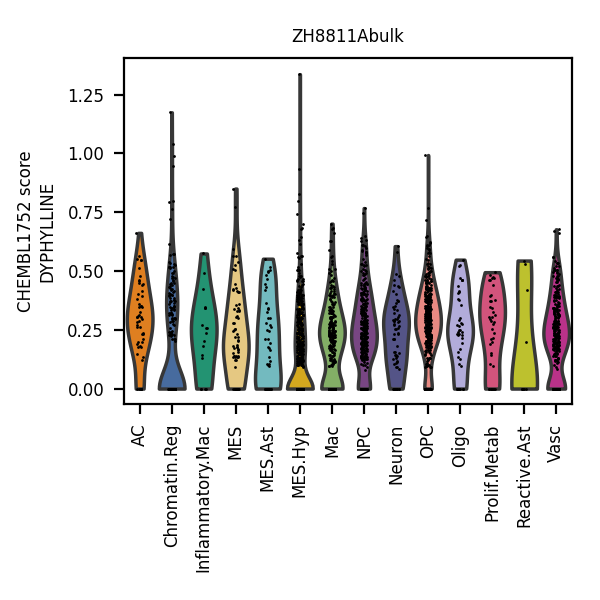 ZH8811Abulk
CHEMBL1752 score
DYPHYLLINE
1.25
1.00
0.75
0.50
0.25
0.00
AC
Chromatin.Reg
Inflammatory.Mac
MES
MES.Ast
MES.Hyp
Mac
NPC
Neuron
OPC
Oligo
Prolif.Metab
Reactive.Ast
Vasc